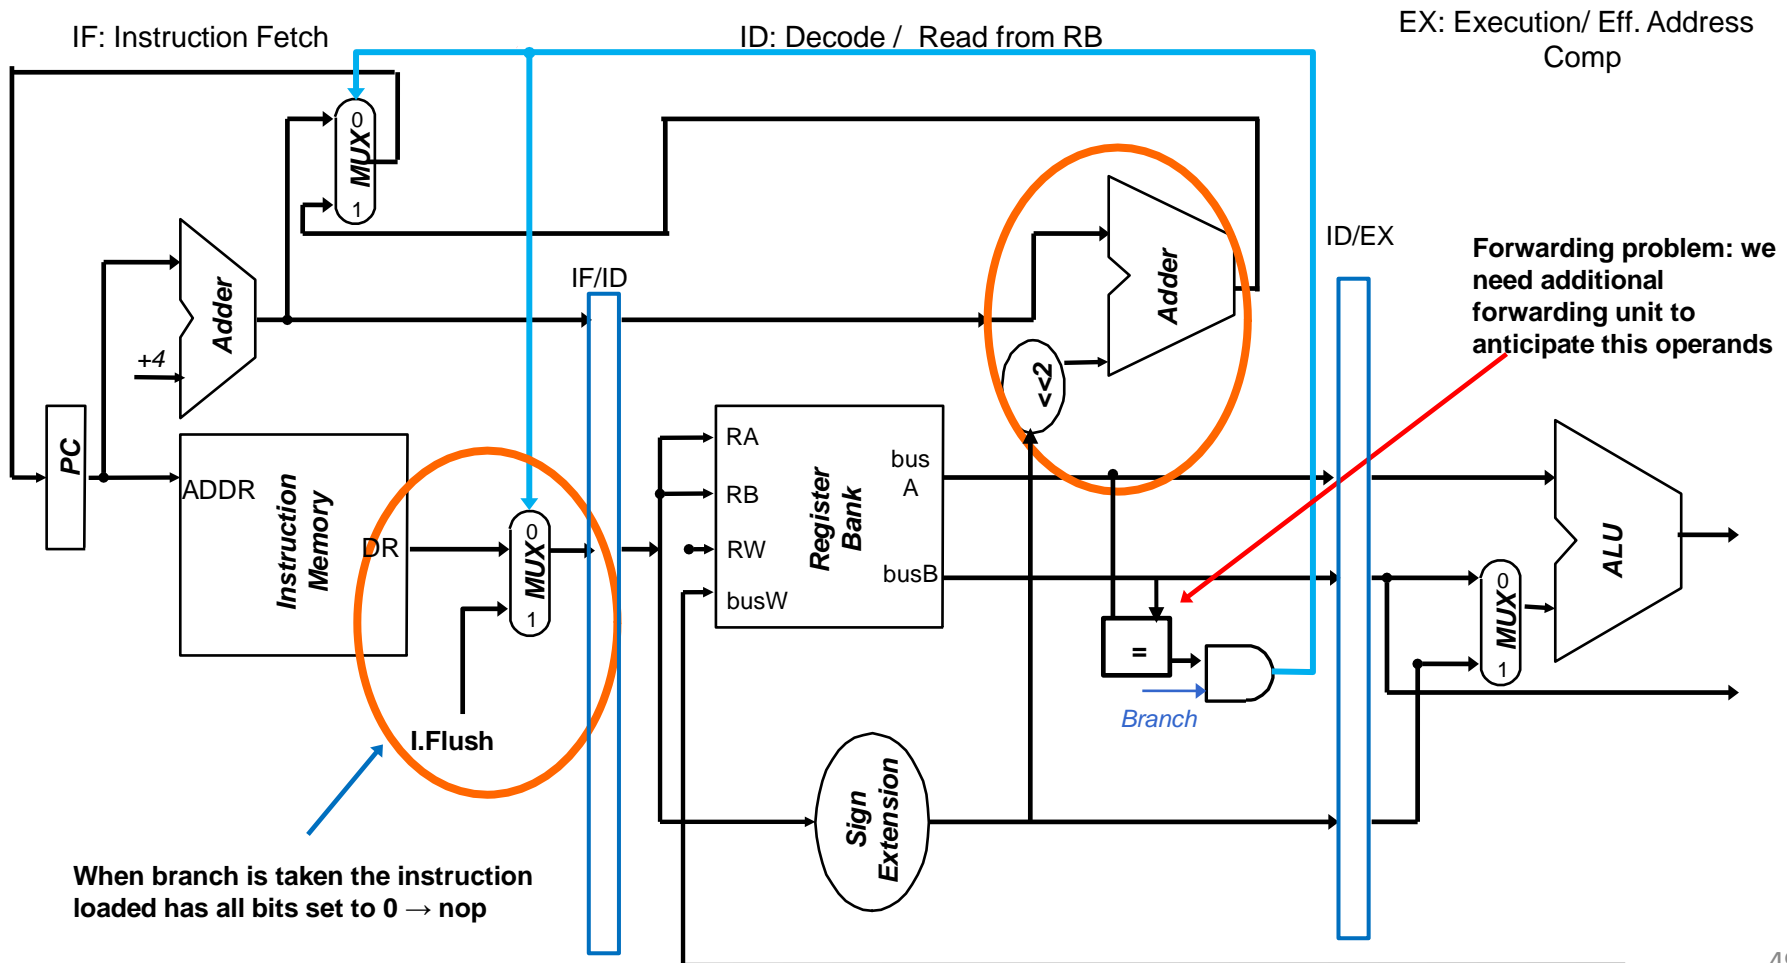 IF: Instruction Fetch
ID: Decode / Read from RB
EX: Execution/ Eff. Address
Comp
0
MUX
1
Adder
+4
IF/ID
Adder
<<2
ID/EX
Forwarding problem: we
need additional
forwarding unit to
anticipate this operands
PC
ADDR
Instruction
Memory
DR
0
MUX
1
I.Flush
RA
RB
RW
busW
Register
Bank
bus
A
busB
=
Branch
Sign
Extension
0
MUX
1
ALU
When branch is taken the instruction
loaded has all bits set to 0 → nop